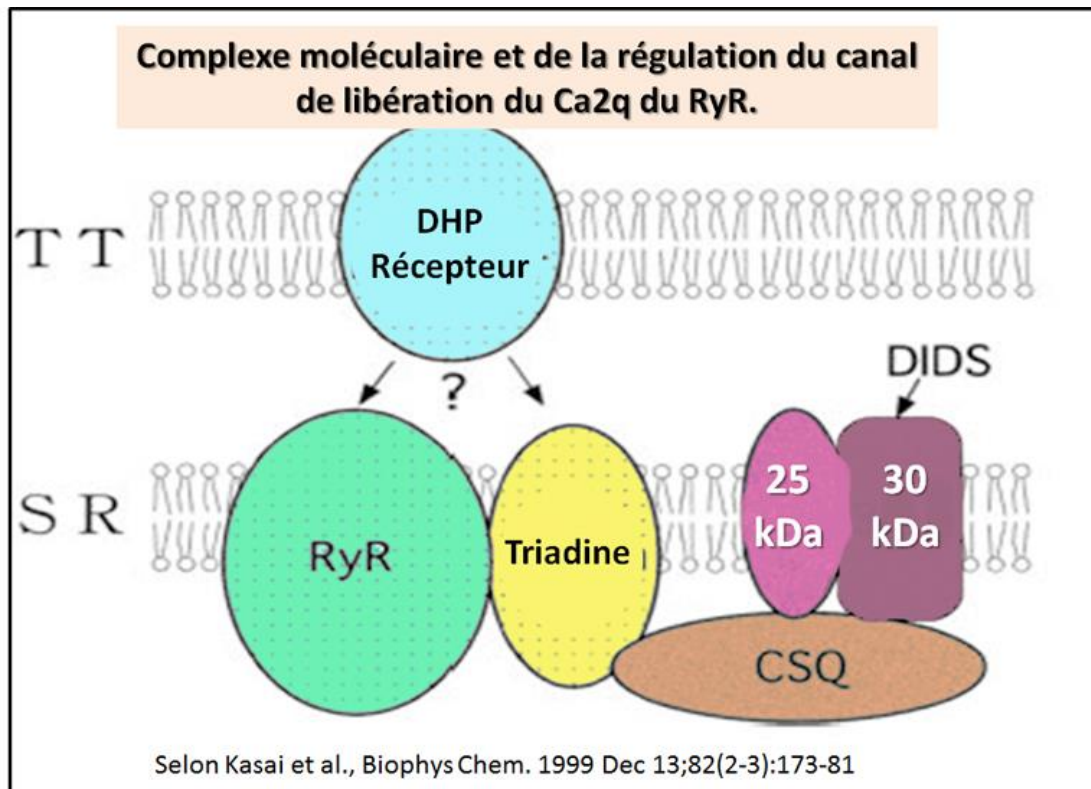 Complexe moléculaire et de la régulation du canal
de libération du Ca2q du RyR.
T T
DHP
Récepteur
?
DIDS
S R
RyR
Triadine
25
kDa
30
kDa
CSQ
Selon Kasai et al., Biophys Chem. 1999 Dec 13;82(2-3):173-81